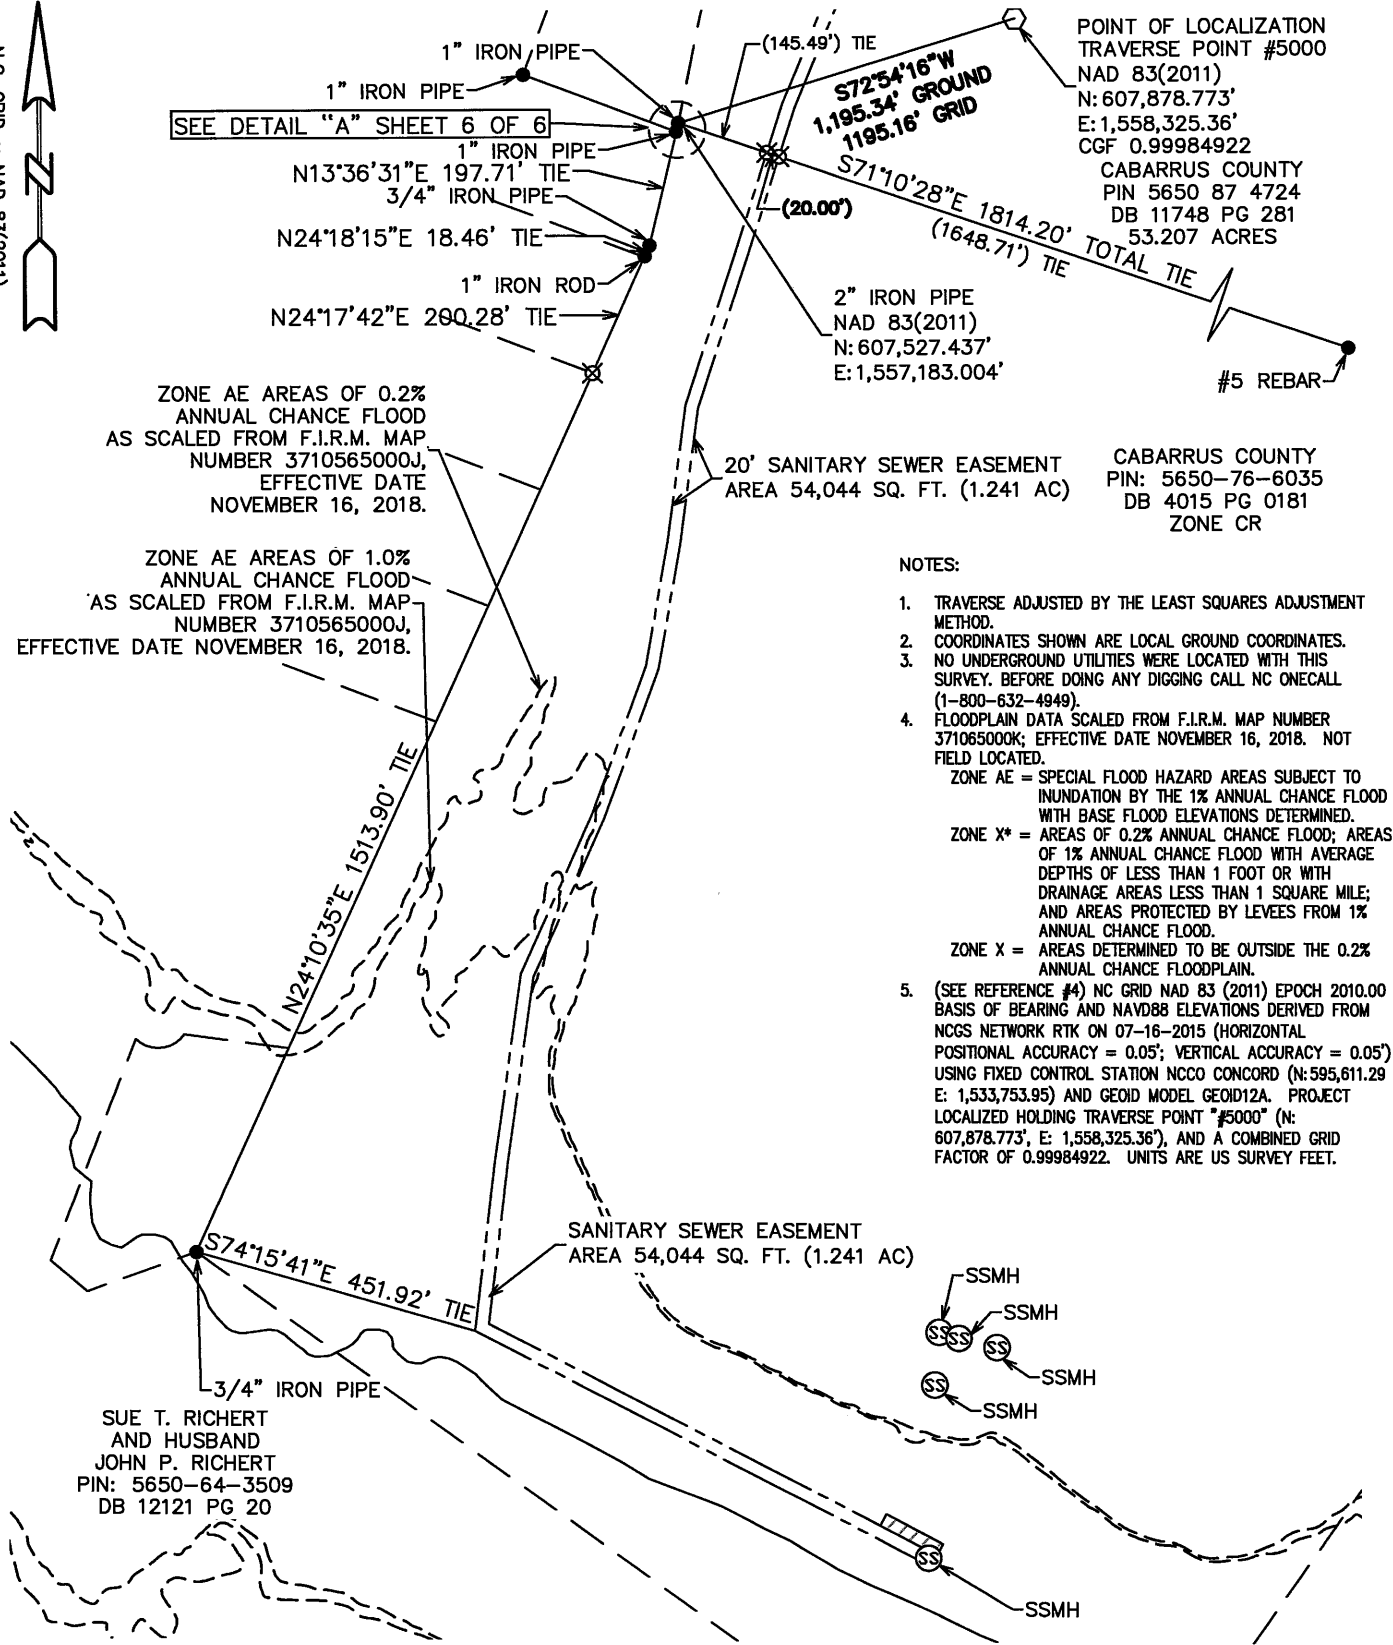 1" IRON PIPE
1" IRON PIPE
(145.49') TIE
S72°54'16"W
1,195.34' GROUND
1195.16' GRID
POINT OF LOCALIZATION
TRAVERSE POINT #5000
NAD 83(2011)
N: 607,878.773'
E: 1,558,325.36'
CGF 0.99984922
CABARRUS COUNTY
PIN 5650 87 4724
DB 11748 PG 281
53.207 ACRES
SEE DETAIL "A" SHEET 6 OF 6
1" IRON PIPE
N13°36'31"E 197.71' TIE
3/4" IRON PIPE
N24°18'15"E 18.46' TIE
1" IRON ROD
N24°17'42"E 200.28' TIE
(20.00')
S71°10'28"E 1814.20' TOTAL TIE
(1648.71') TIE
2" IRON PIPE
NAD 83(2011)
N: 607,527.437'
E: 1,557,183.004'
#5 REBAR
ZONE AE AREAS OF 0.2%
ANNUAL CHANCE FLOOD
AS SCALED FROM F.I.R.M. MAP
NUMBER 3710565000J,
EFFECTIVE DATE
NOVEMBER 16, 2018.
20' SANITARY SEWER EASEMENT
AREA 54,044 SQ. FT. (1.241 AC)
CABARRUS COUNTY
PIN: 5650-76-6035
DB 4015 PG 0181
ZONE CR
ZONE AE AREAS OF 1.0%
ANNUAL CHANCE FLOOD
AS SCALED FROM F.I.R.M. MAP
NUMBER 3710565000J,
EFFECTIVE DATE NOVEMBER 16, 2018.
N24°10'35"E 1513.90' TIE
NOTES:
1. TRAVERSE ADJUSTED BY THE LEAST SQUARES ADJUSTMENT
METHOD.
2. COORDINATES SHOWN ARE LOCAL GROUND COORDINATES.
3. NO UNDERGROUND UTILITIES WERE LOCATED WITH THIS
SURVEY. BEFORE DOING ANY DIGGING CALL NC ONECALL
(1-800-632-4949).
4. FLOODPLAIN DATA SCALED FROM F.I.R.M. MAP NUMBER
371065000K; EFFECTIVE DATE NOVEMBER 16, 2018. NOT
FIELD LOCATED.
ZONE AE = SPECIAL FLOOD HAZARD AREAS SUBJECT TO
INUNDATION BY THE 1% ANNUAL CHANCE FLOOD
WITH BASE FLOOD ELEVATIONS DETERMINED.
ZONE X* = AREAS OF 0.2% ANNUAL CHANCE FLOOD; AREAS
OF 1% ANNUAL CHANCE FLOOD WITH AVERAGE
DEPTHS OF LESS THAN 1 FOOT OR WITH
DRAINAGE AREAS LESS THAN 1 SQUARE MILE;
AND AREAS PROTECTED BY LEVEES FROM 1%
ANNUAL CHANCE FLOOD.
ZONE X = AREAS DETERMINED TO BE OUTSIDE THE 0.2%
ANNUAL CHANCE FLOODPLAIN.
5. (SEE REFERENCE #4) NC GRID NAD 83 (2011) EPOCH 2010.00
BASIS OF BEARING AND NAVD88 ELEVATIONS DERIVED FROM
NCGS NETWORK RTK ON 07-16-2015 (HORIZONTAL
POSITIONAL ACCURACY = 0.05'; VERTICAL ACCURACY = 0.05')
USING FIXED CONTROL STATION NCCO CONCORD (N: 595,611.29
E: 1,533,753.95) AND GEOID MODEL GEOID12A. PROJECT
LOCALIZED HOLDING TRAVERSE POINT "#5000" (N:
607,878.773', E: 1,558,325.36'), AND A COMBINED GRID
FACTOR OF 0.99984922. UNITS ARE US SURVEY FEET.
S74°15'41"E 451.92' TIE
SANITARY SEWER EASEMENT
AREA 54,044 SQ. FT. (1.241 AC)
3/4" IRON PIPE
SUE T. RICHERT
AND HUSBAND
JOHN P. RICHERT
PIN: 5650-64-3509
DB 12121 PG 20
SSMH
SSMH
SS
SS
SS
SSMH
SS
SSMH
SS
SSMH
N